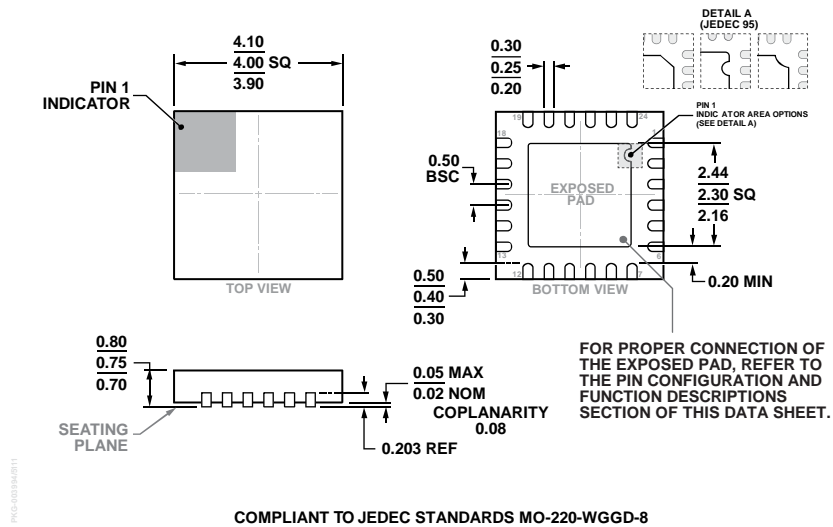 DETAIL A
(JEDEC 95)
4.10
4.00 SQ
3.90
PIN 1
INDICATOR
TOP VIEW
0.30
0.25
0.20
19
24
18
1
PIN 1
INDIC ATOR AREA OPTIONS
(SEE DETAIL A)
0.50
BSC
EXPOSED
PAD
2.44
2.30 SQ
2.16
13
6
12
7
0.50
0.40
0.30
BOTTOM VIEW
0.20 MIN
FOR PROPER CONNECTION OF
THE EXPOSED PAD, REFER TO
THE PIN CONFIGURATION AND
FUNCTION DESCRIPTIONS
SECTION OF THIS DATA SHEET.
0.80
0.75
0.70
0.05 MAX
0.02 NOM
COPLANARITY
0.08
SEATING
PLANE
0.203 REF
COMPLIANT TO JEDEC STANDARDS MO-220-WGGD-8